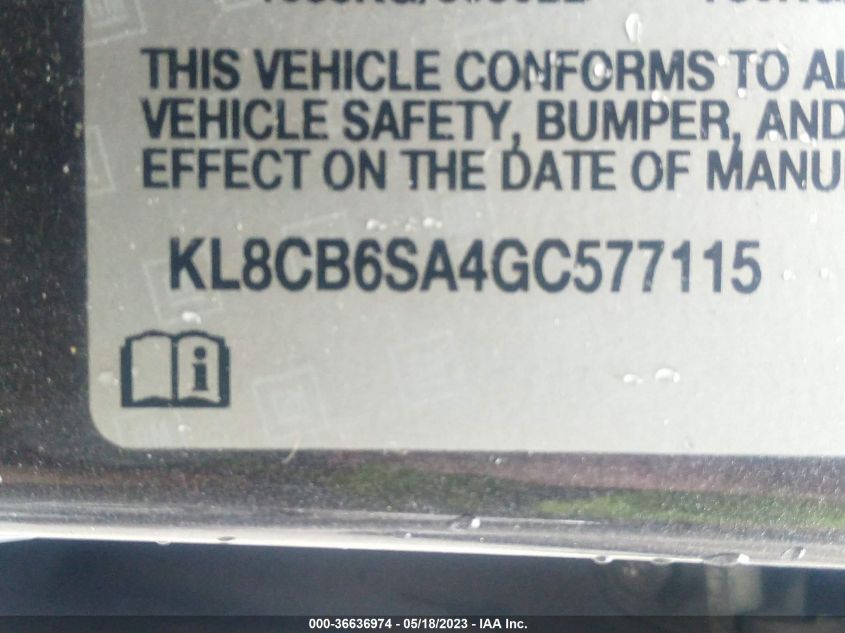 THIS VEHICLE CONFORMS TO AL
VEHICLE SAFETY, BUMPER, AND
EFFECT ON THE DATE OF MANU
KL8CB6SA4GC577115
i
000-36636974 - 05/18/2023 - IAA Inc.